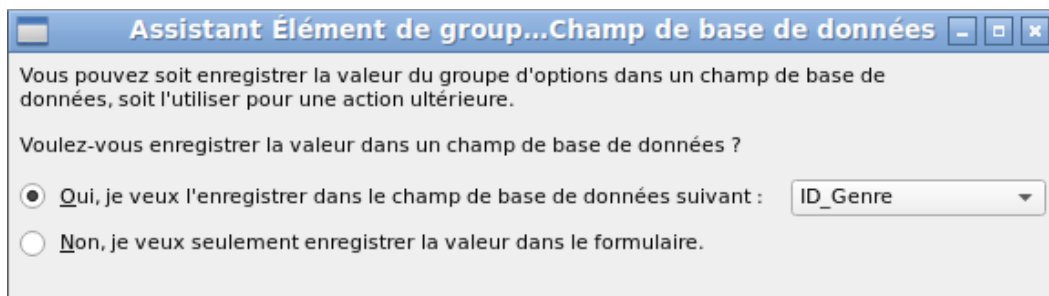 Assistant Élément de group...Champ de base de données
Vous pouvez soit enregistrer la valeur du groupe d'options dans un champ de base de
données, soit l'utiliser pour une action ultérieure.
Voulez-vous enregistrer la valeur dans un champ de base de données ?
Oui, je veux l'enregistrer dans le champ de base de données suivant : ID_Genre
Non, je veux seulement enregistrer la valeur dans le formulaire.